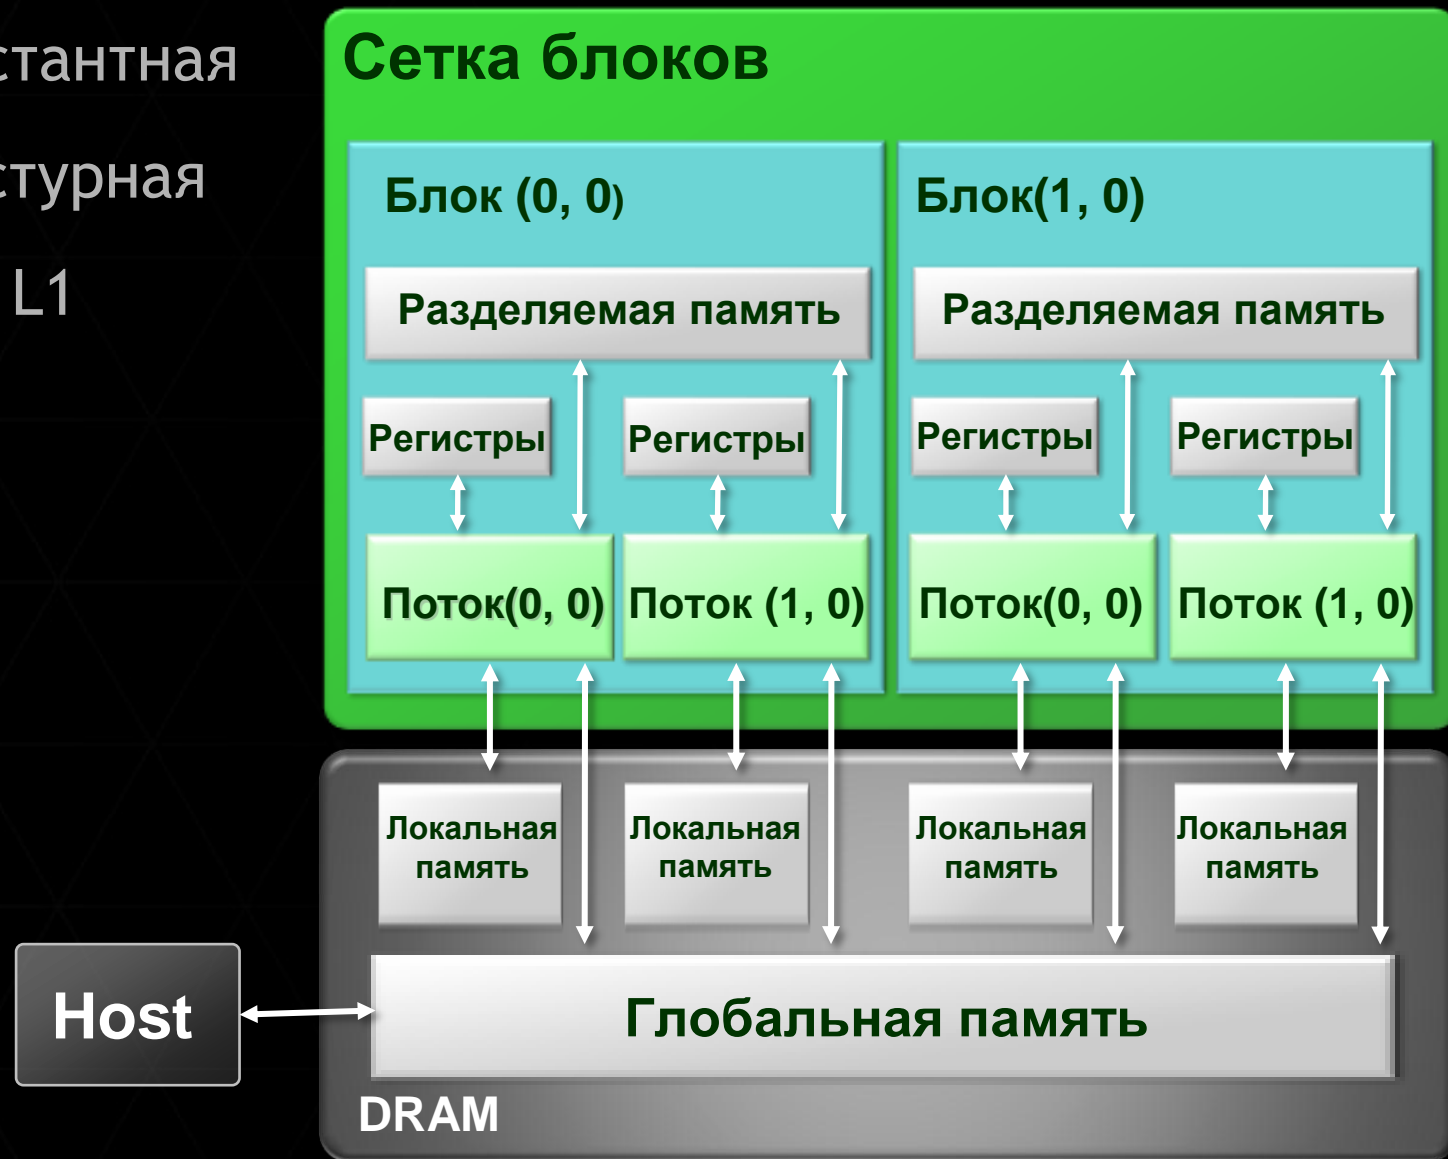 стантная
стурная
L1
Сетка блоков
Блок (0, 0)
Блок(1, 0)
Разделяемая память
Разделяемая память
Регистры
Регистры
Регистры
Регистры
Поток(0, 0)
Поток (1, 0)
Поток(0, 0)
Поток (1, 0)
Локальная
память
Локальная
память
Локальная
память
Локальная
память
Host
Глобальная память
DRAM